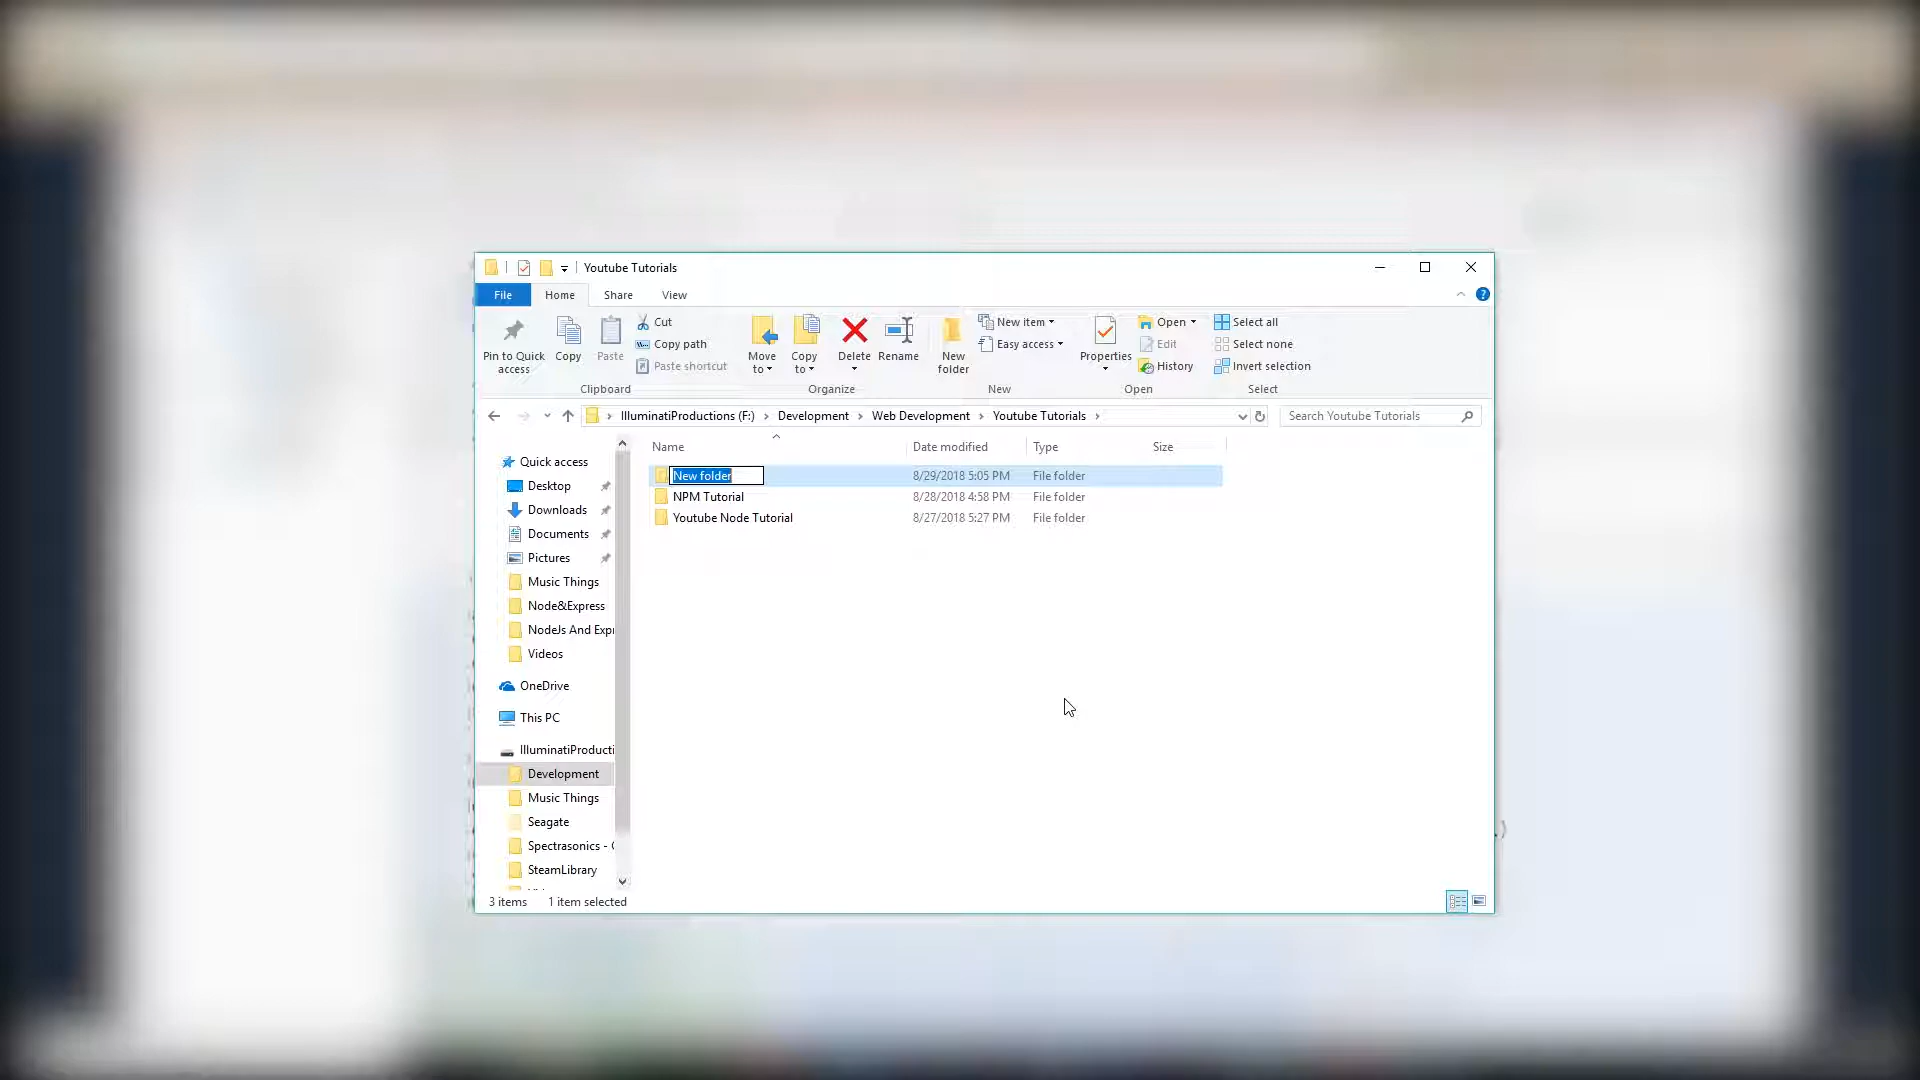 Youtube Tutorials
File Home Share View
Pin to Quick access
Copy
Paste
Cut
Copy path
Paste shortcut
Clipboard
Move to
Copy to
Delete
Rename
Organize
New folder
New item
Easy access
New
Properties
Open
Edit
History
Open
Select all
Select none
Invert selection
Select
IlluminatiProductions (F:) Development Web Development Youtube Tutorials
Search Youtube Tutorials
Name Date modified Type Size
New folder 8/29/2018 5:05 PM File folder
NPM Tutorial 8/28/2018 4:58 PM File folder
Youtube Node Tutorial 8/27/2018 5:27 PM File folder
Quick access
Desktop
Downloads
Documents
Pictures
Music Things
Node&Express
NodeJs And Expr
Videos
OneDrive
This PC
IlluminatiProducti
Development
Music Things
Seagate
Spectrasonics - 
SteamLibrary
3 items 1 item selected